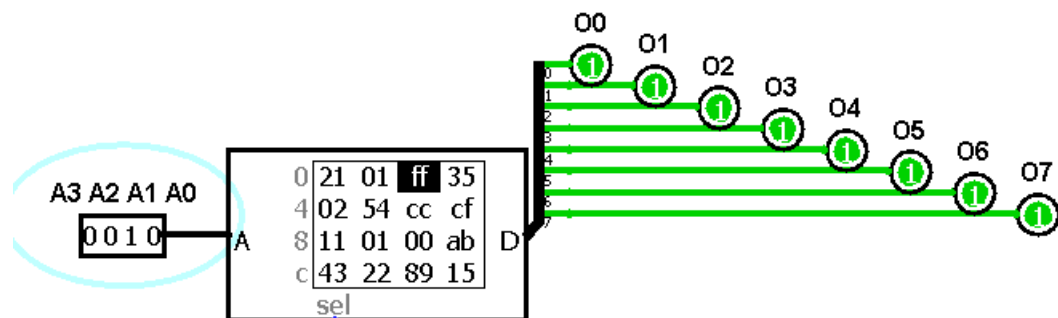 O0
O1
O2
O3
O4
O5
O6
O7
1
1
1
1
1
1
1
1
0
1
2
3
4
5
6
7
A3 A2 A1 A0
0 0 1 0
A
0 21 01 ff 35
4 02 54 cc cf
8 11 01 00 ab
c 43 22 89 15
D
sel